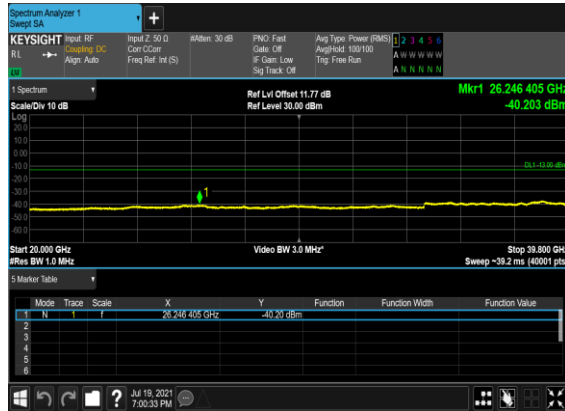 Spectrum Analyzer 1
Swept SA
+
KEYSIGHT Input: RF Input Z: 50 Ω #Atten: 30 dB PNO: Fast Avg Type: Power (RMS) 1 2 3 4 5 6
RL Coupling: DC Corr CCorr Gate: Off Avg|Hold: 100/100 A W W W W W
Align: Auto Freq Ref: Int (S) IF Gain: Low Trig: Free Run
LW Sig Track: Off A N N N N N
1 Spectrum Ref Lvl Offset 11.77 dB Mkr1 26.246 405 GHz
Scale/Div 10 dB Ref Level 30.00 dBm -40.203 dBm
Log
20.0
10.0
0.00
-10.0
DL1 -13.00 dBm
-20.0
-30.0
1
-40.0
-50.0
-60.0
Start 20.000 GHz Video BW 3.0 MHz* Stop 39.800 GHz
#Res BW 1.0 MHz Sweep ~39.2 ms (40001 pts)
5 Marker Table
Mode Trace Scale X Y Function Function Width Function Value
1 N 1 f 26.246 405 GHz -40.20 dBm
2
3
4
5
6
? Jul 19, 2021
7:00:33 PM